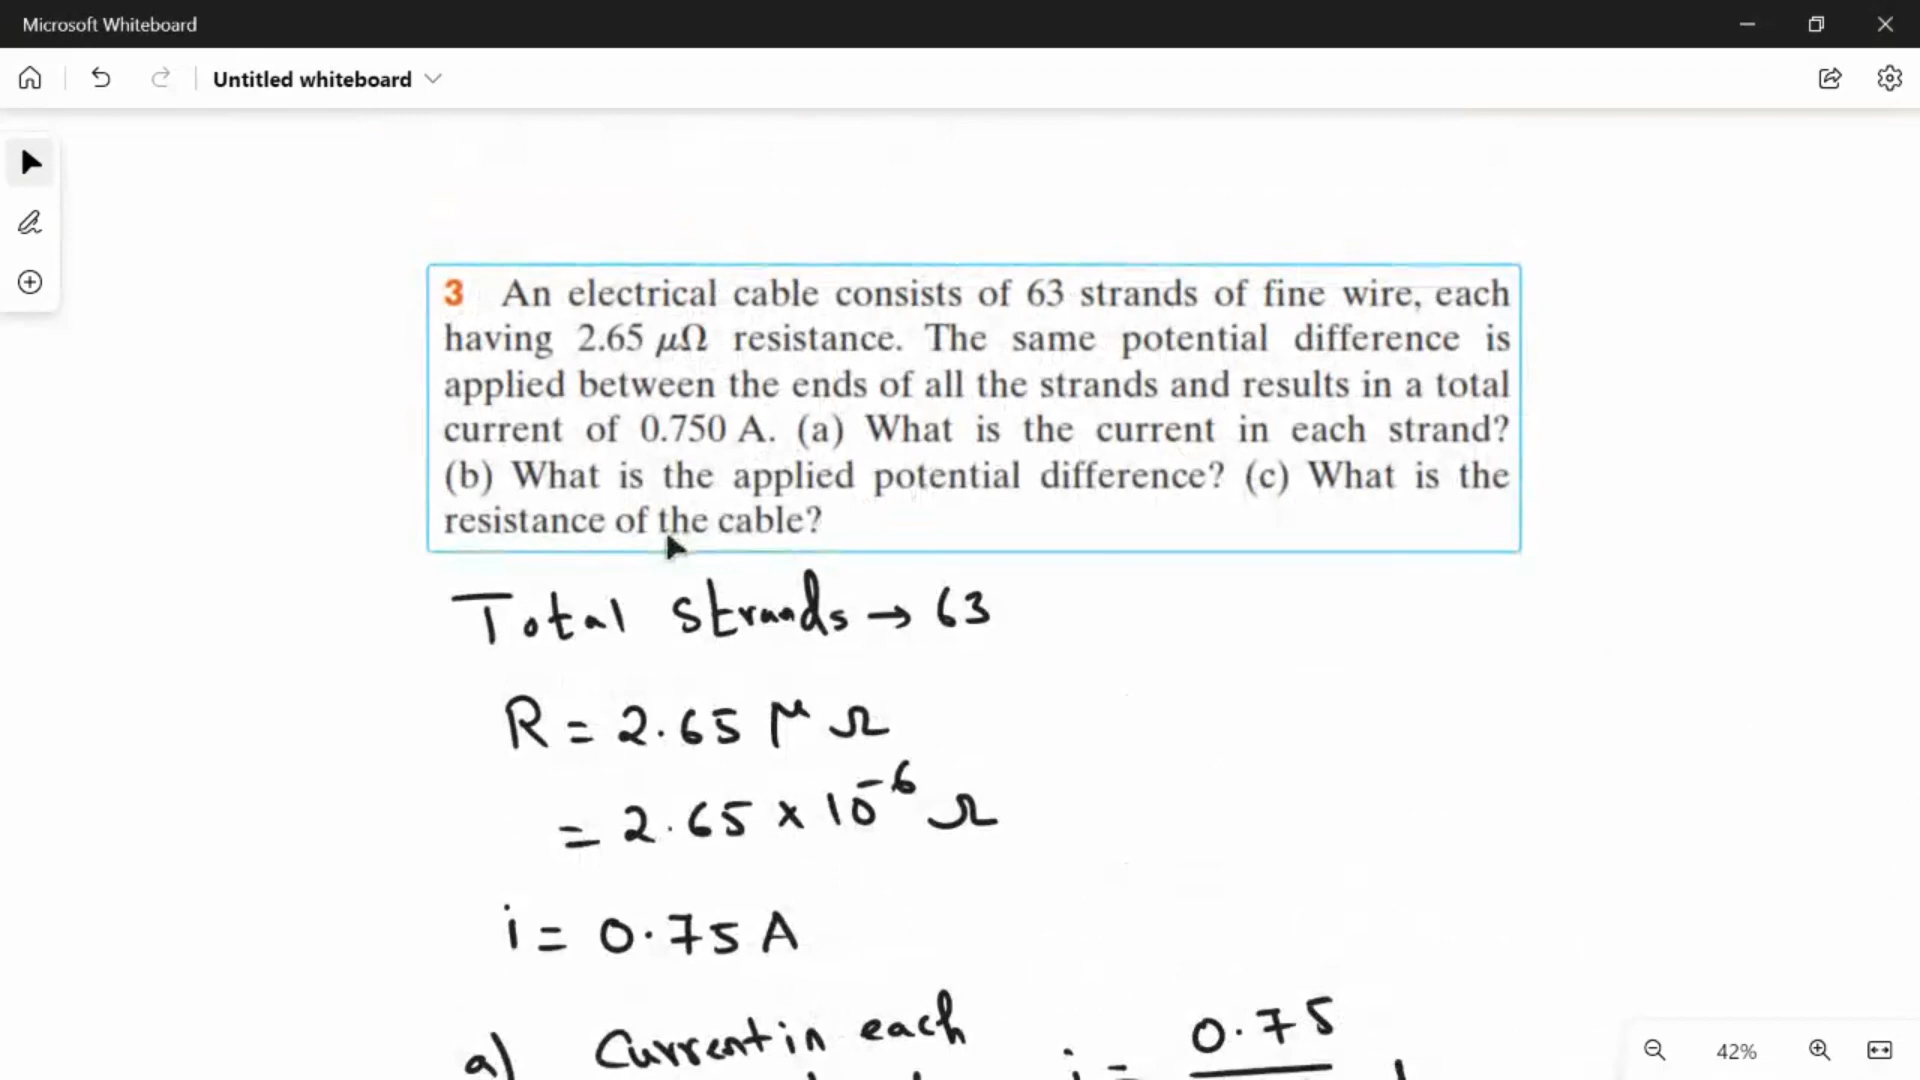 Microsoft Whiteboard
Untitled whiteboard
3 An electrical cable consists of 63 strands of fine wire, each
having 2.65 μΩ resistance. The same potential difference is
applied between the ends of all the strands and results in a total
current of 0.750 A. (a) What is the current in each strand?
(b) What is the applied potential difference? (c) What is the
resistance of the cable?
Total strands → 63
R = 2.65 μ Ω
= 2.65 × 10⁻⁶ Ω
i = 0.75 A
a) Current in each
i = 0.75
42%